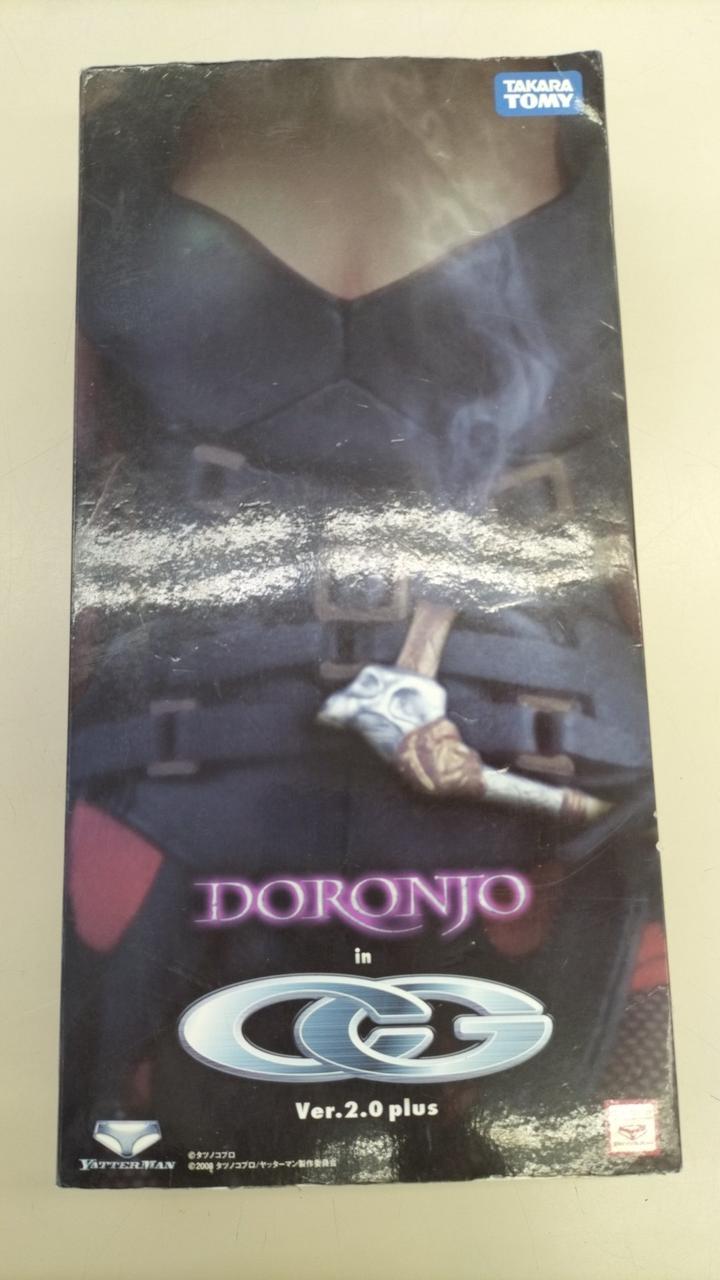 TAKARA
TOMY
DORONJO
in
CG
Ver.2.0 plus
YATTERMAN
©タツノコプロ
©2008 タツノコプロ/ヤッターマン製作委員会